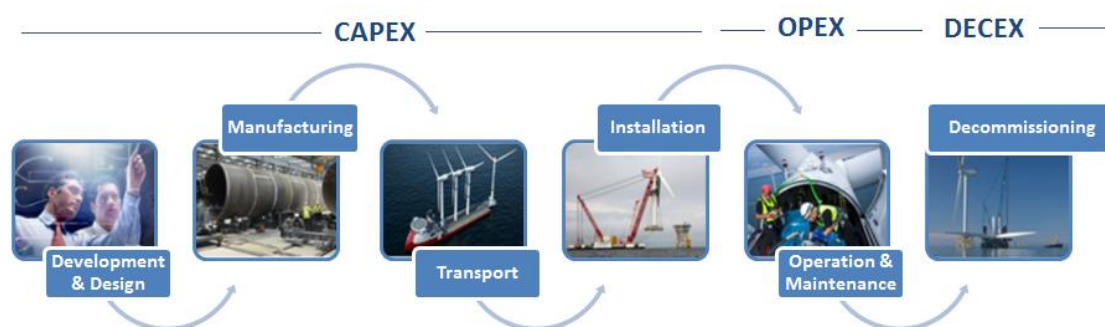 CAPEX
OPEX
DECEX
Manufacturing
Installation
Decommissioning
Development
& Design
Transport
Operation &
Maintenance